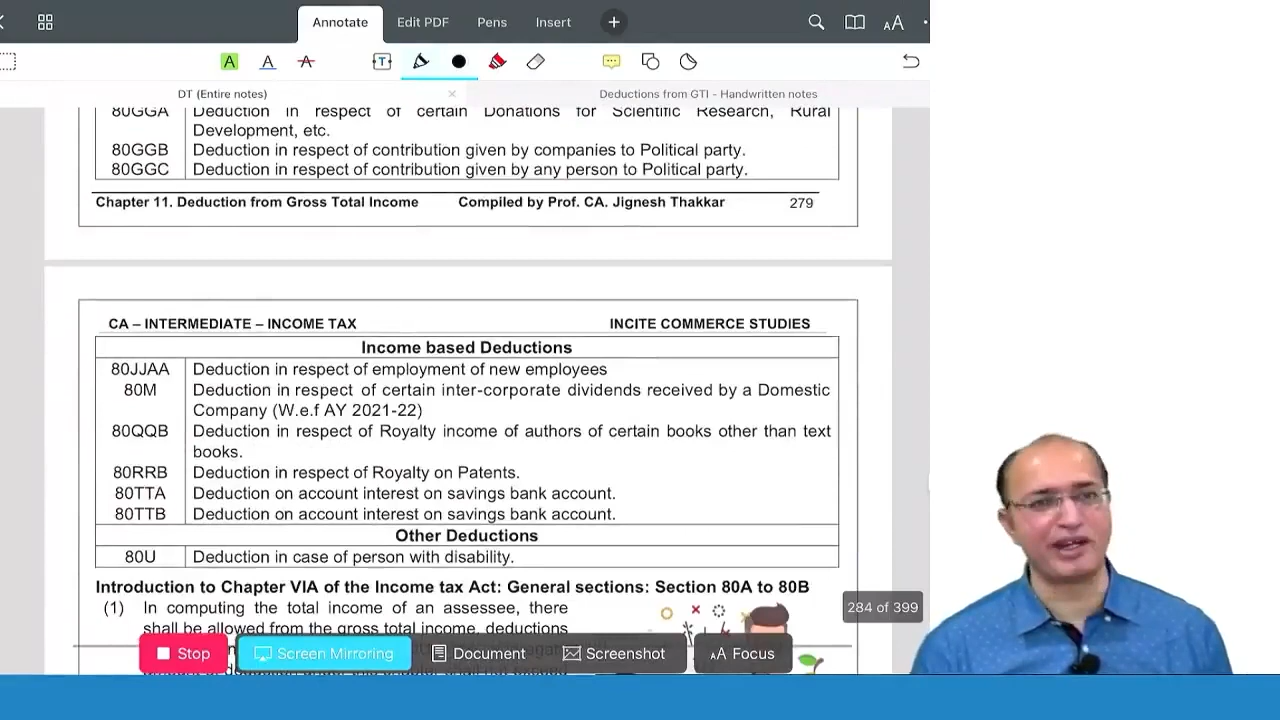 Annotate Edit PDF Pens Insert
A A A T AA
DT (Entire notes) Deductions from GTI - Handwritten notes
80GGA Deduction in respect of certain Donations for Scientific Research, Rural
Development, etc.
80GGB Deduction in respect of contribution given by companies to Political party.
80GGC Deduction in respect of contribution given by any person to Political party.
Chapter 11. Deduction from Gross Total Income Compiled by Prof. CA. Jignesh Thakkar 279
CA – INTERMEDIATE – INCOME TAX INCITE COMMERCE STUDIES
Income based Deductions
80JJAA Deduction in respect of employment of new employees
80M Deduction in respect of certain inter-corporate dividends received by a Domestic
Company (W.e.f AY 2021-22)
80QQB Deduction in respect of Royalty income of authors of certain books other than text
books.
80RRB Deduction in respect of Royalty on Patents.
80TTA Deduction on account interest on savings bank account.
80TTB Deduction on account interest on savings bank account.
Other Deductions
80U Deduction in case of person with disability.
Introduction to Chapter VIA of the Income tax Act: General sections: Section 80A to 80B
(1) In computing the total income of an assessee, there
shall be allowed from the gross total income, deductions
284 of 399
Stop Screen Mirroring Document Screenshot AA Focus